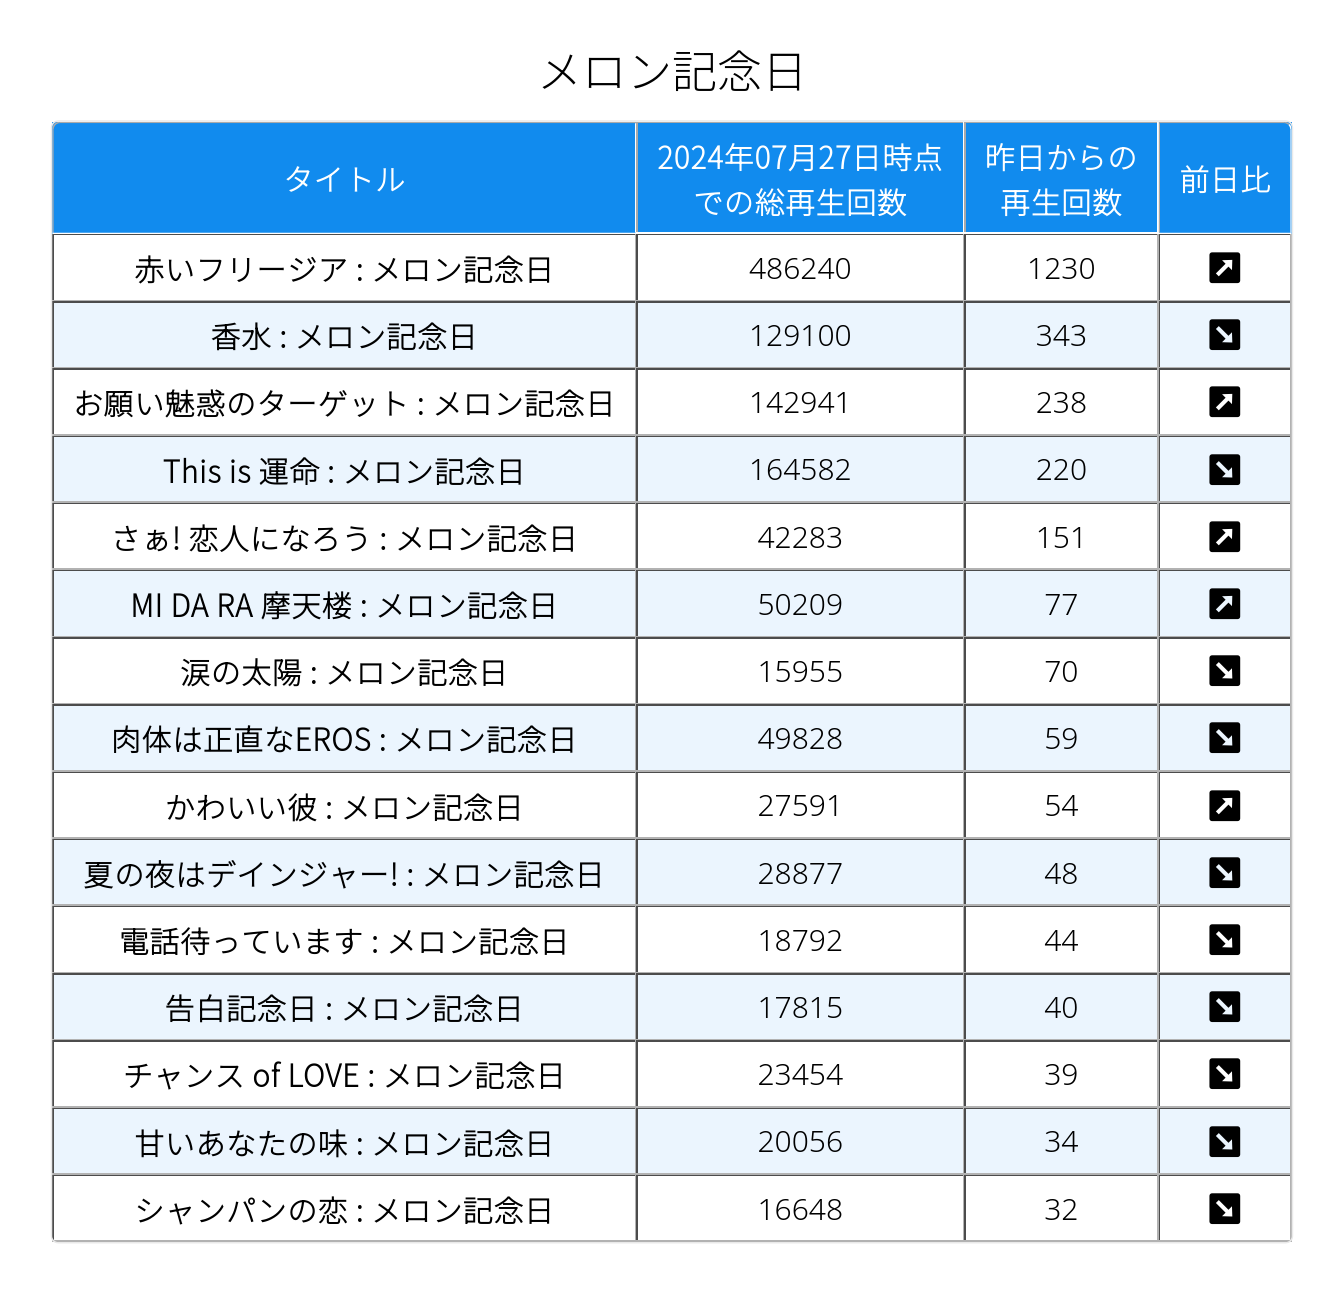 メロン記念日
タイトル 2024年07月27日時点での総再生回数 昨日からの再生回数 前日比
赤いフリージア : メロン記念日 486240 1230 ↗
香水 : メロン記念日 129100 343 ↘
お願い魅惑のターゲット : メロン記念日 142941 238 ↗
This is 運命 : メロン記念日 164582 220 ↘
さぁ! 恋人になろう : メロン記念日 42283 151 ↗
MI DA RA 摩天楼 : メロン記念日 50209 77 ↗
涙の太陽 : メロン記念日 15955 70 ↘
肉体は正直なEROS : メロン記念日 49828 59 ↘
かわいい彼 : メロン記念日 27591 54 ↗
夏の夜はデインジャー! : メロン記念日 28877 48 ↘
電話待っています : メロン記念日 18792 44 ↘
告白記念日 : メロン記念日 17815 40 ↘
チャンス of LOVE : メロン記念日 23454 39 ↘
甘いあなたの味 : メロン記念日 20056 34 ↘
シャンパンの恋 : メロン記念日 16648 32 ↘